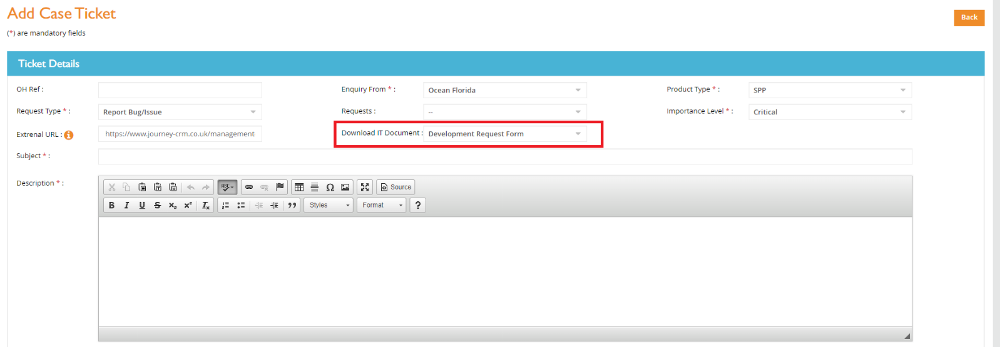 Add Case Ticket
Back
(*) are mandatory fields
Ticket Details
OH Ref :
Enquiry From * : Ocean Florida
Product Type * : SPP
Request Type * : Report Bug/Issue
Requests : --
Importance Level * : Critical
Extrenal URL : https://www.journey-crm.co.uk/management
Download IT Document : Development Request Form
Subject * :
Description * :
ABC Ω Source
B I U S x₂ x² Tx Styles Format ?